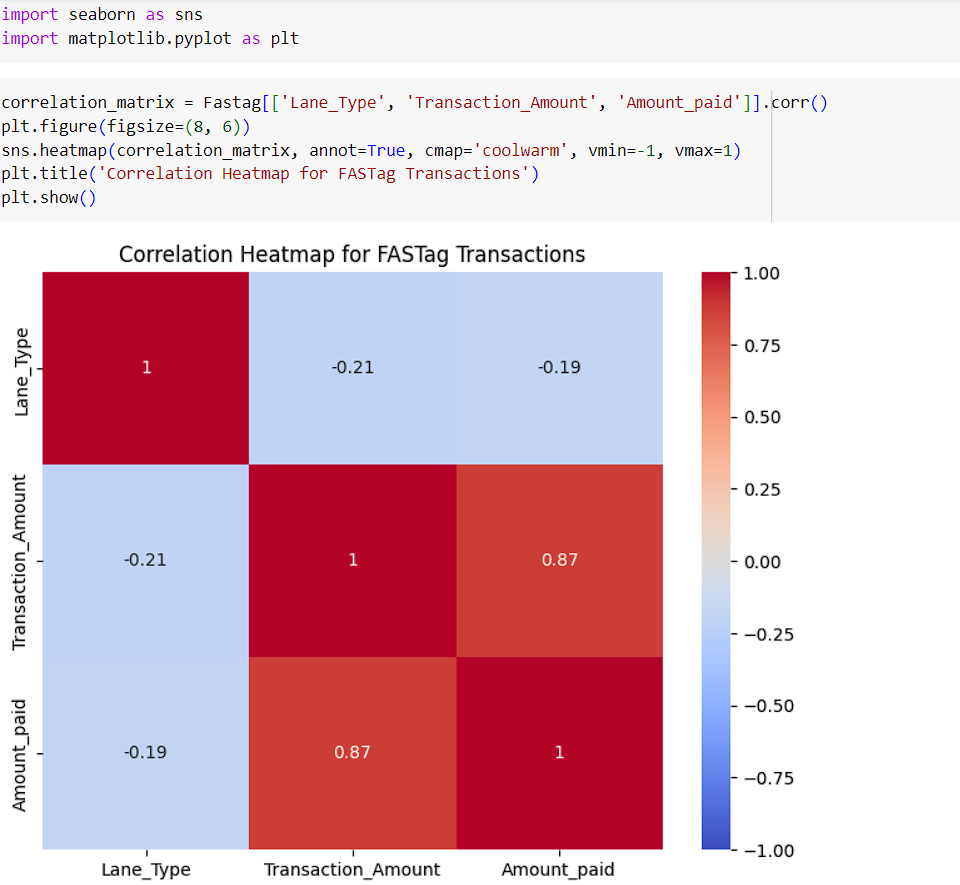 import seaborn as sns
import matplotlib.pyplot as plt
correlation_matrix = Fastag[['Lane_Type', 'Transaction_Amount', 'Amount_paid']].corr()
plt.figure(figsize=(8, 6))
sns.heatmap(correlation_matrix, annot=True, cmap='coolwarm', vmin=-1, vmax=1)
plt.title('Correlation Heatmap for FASTag Transactions')
plt.show()
Correlation Heatmap for FASTag Transactions
Lane_Type
1
-0.21
-0.19
Transaction_Amount
-0.21
1
0.87
Amount_paid
-0.19
0.87
1
Lane_Type
Transaction_Amount
Amount_paid
1.00
0.75
0.50
0.25
0.00
−0.25
−0.50
−0.75
−1.00